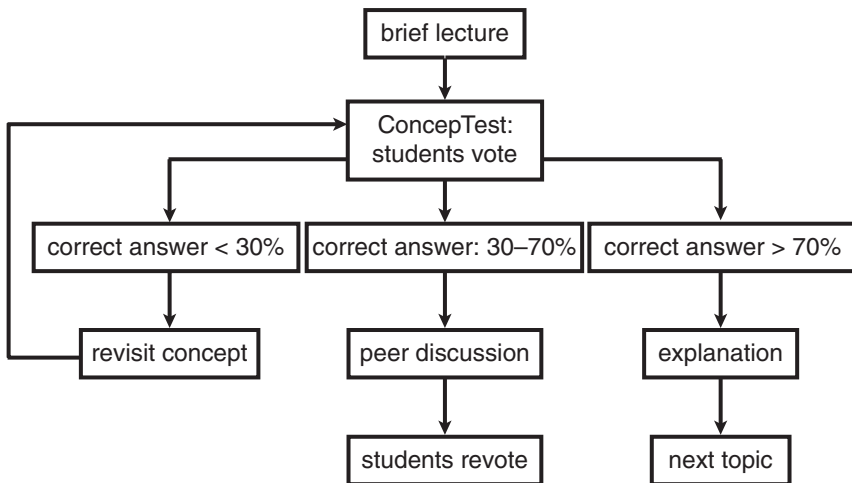 brief lecture
ConcepTest:
students vote
correct answer < 30%
correct answer: 30–70%
correct answer > 70%
revisit concept
peer discussion
explanation
students revote
next topic